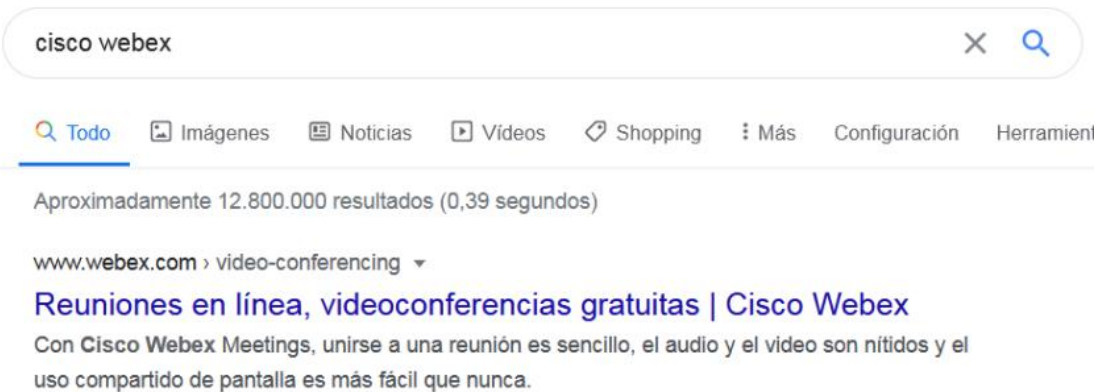 cisco webex
Todo Imágenes Noticias Vídeos Shopping Más Configuración Herramient
Aproximadamente 12.800.000 resultados (0,39 segundos)
www.webex.com › video-conferencing
Reuniones en línea, videoconferencias gratuitas | Cisco Webex
Con Cisco Webex Meetings, unirse a una reunión es sencillo, el audio y el video son nítidos y el
uso compartido de pantalla es más fácil que nunca.